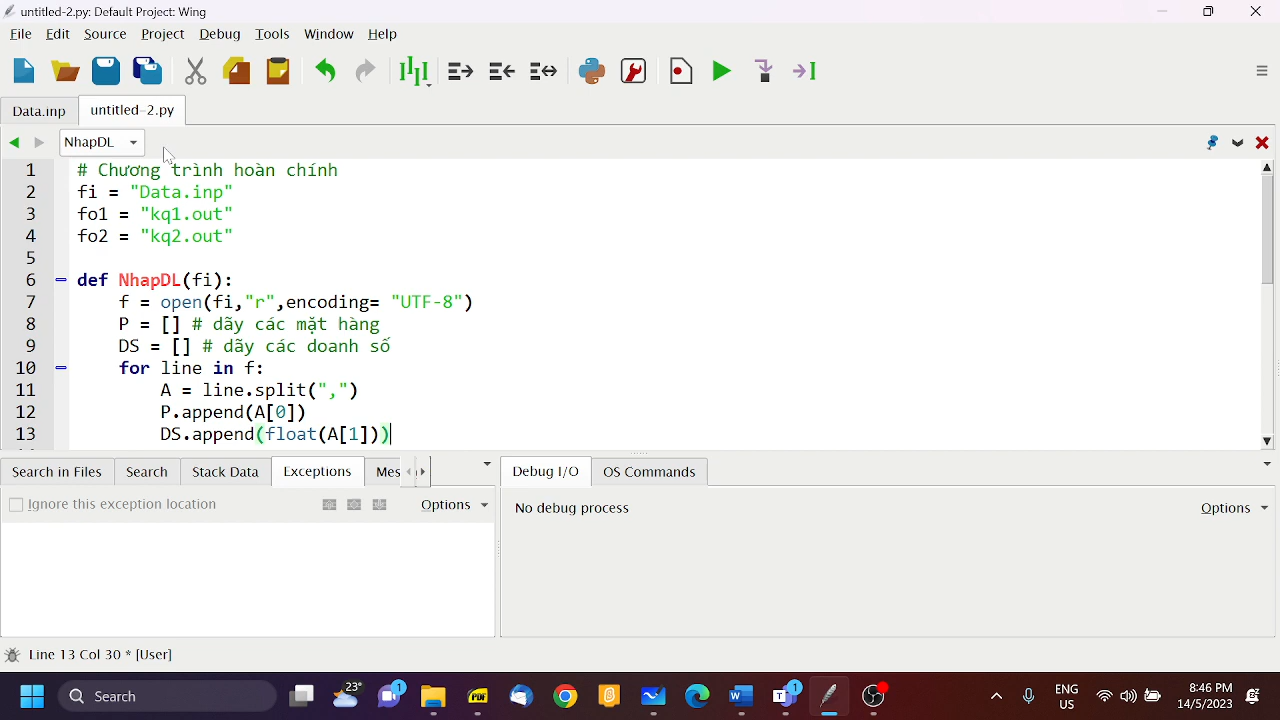 untitled-2.py: Default Project: Wing
File Edit Source Project Debug Tools Window Help
Data.inp untitled-2.py
NhapDL
1 # Chương trình hoàn chính
2 fi = "Data.inp"
3 fo1 = "kq1.out"
4 fo2 = "kq2.out"
5
6 def NhapDL(fi):
7 f = open(fi,"r",encoding= "UTF-8")
8 P = [] # dãy các mặt hàng
9 DS = [] # dãy các doanh số
10 for line in f:
11 A = line.split(",")
12 P.append(A[0])
13 DS.append(float(A[1]))
Search in Files Search Stack Data Exceptions Mes Debug I/O OS Commands
Ignore this exception location Options No debug process Options
Line 13 Col 30 * [User]
Search 23° 1 PDF 1 ENG 8:46 PM
US 14/5/2023